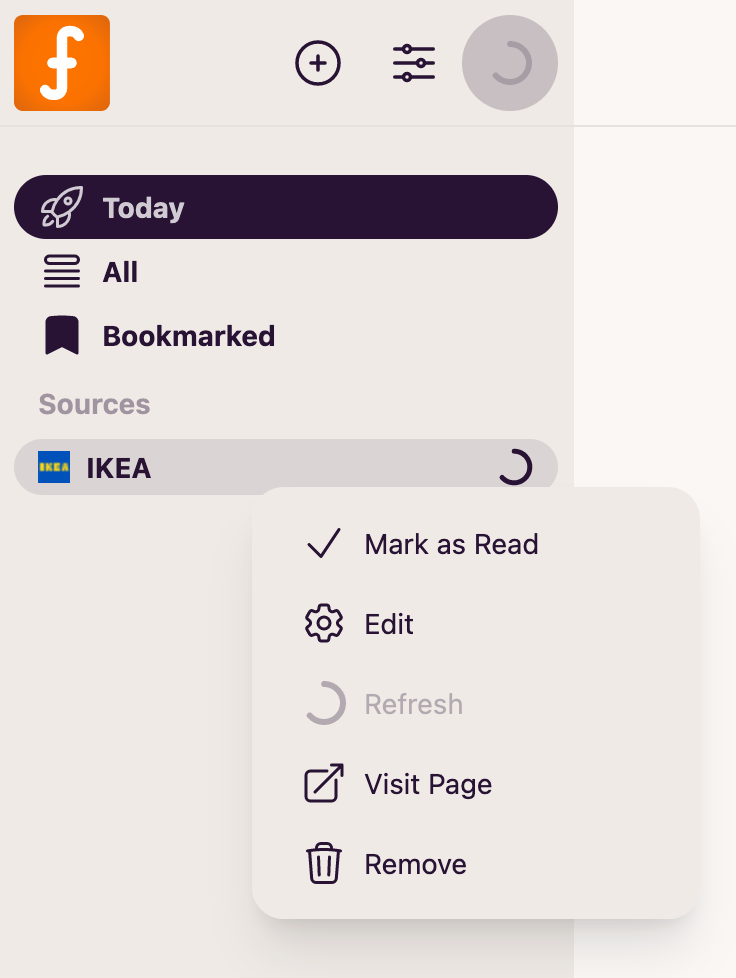 Today
All
Bookmarked
Sources
IKEA IKEA
Mark as Read
Edit
Refresh
Visit Page
Remove